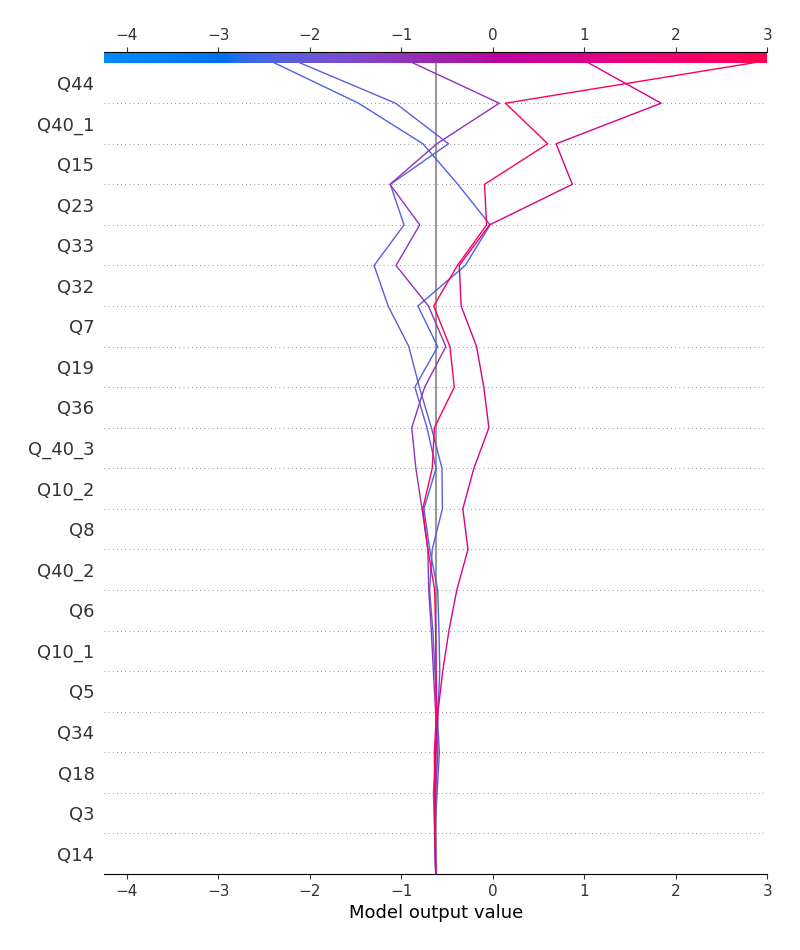 −4 −3 −2 −1 0 1 2 3
Q44
Q40_1
Q15
Q23
Q33
Q32
Q7
Q19
Q36
Q_40_3
Q10_2
Q8
Q40_2
Q6
Q10_1
Q5
Q34
Q18
Q3
Q14
−4 −3 −2 −1 0 1 2 3
Model output value